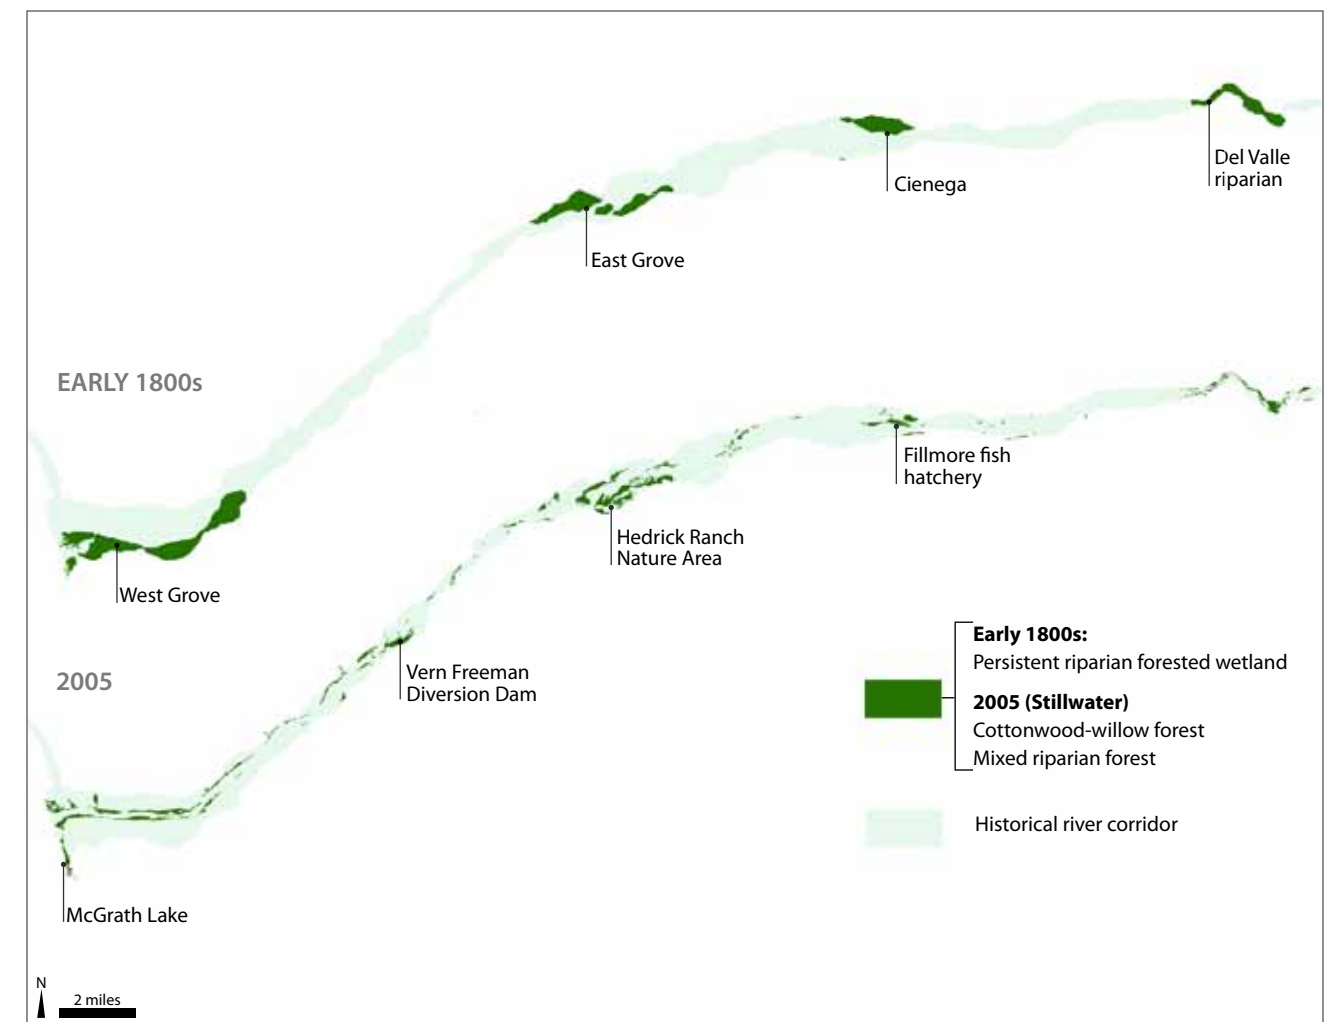 Del Valle
riparian
Cienega
East Grove
EARLY 1800s
Fillmore fish
hatchery
Hedrick Ranch
Nature Area
West Grove
Vern Freeman
Diversion Dam
2005
Early 1800s:
Persistent riparian forested wetland
2005 (Stillwater)
Cottonwood-willow forest
Mixed riparian forest
Historical river corridor
McGrath Lake
N
2 miles